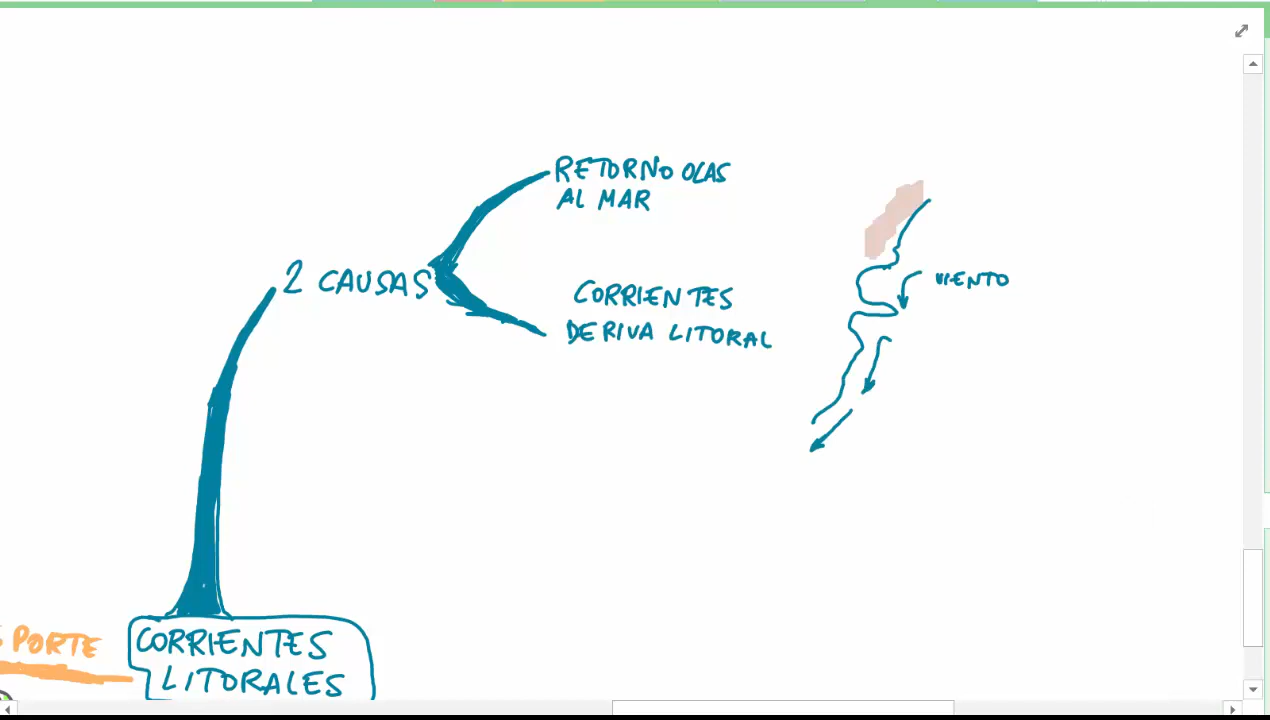 RETORNO OLAS
AL MAR
2 CAUSAS
CORRIENTES
DERIVA LITORAL
VIENTO
PORTE
CORRIENTES
LITORALES